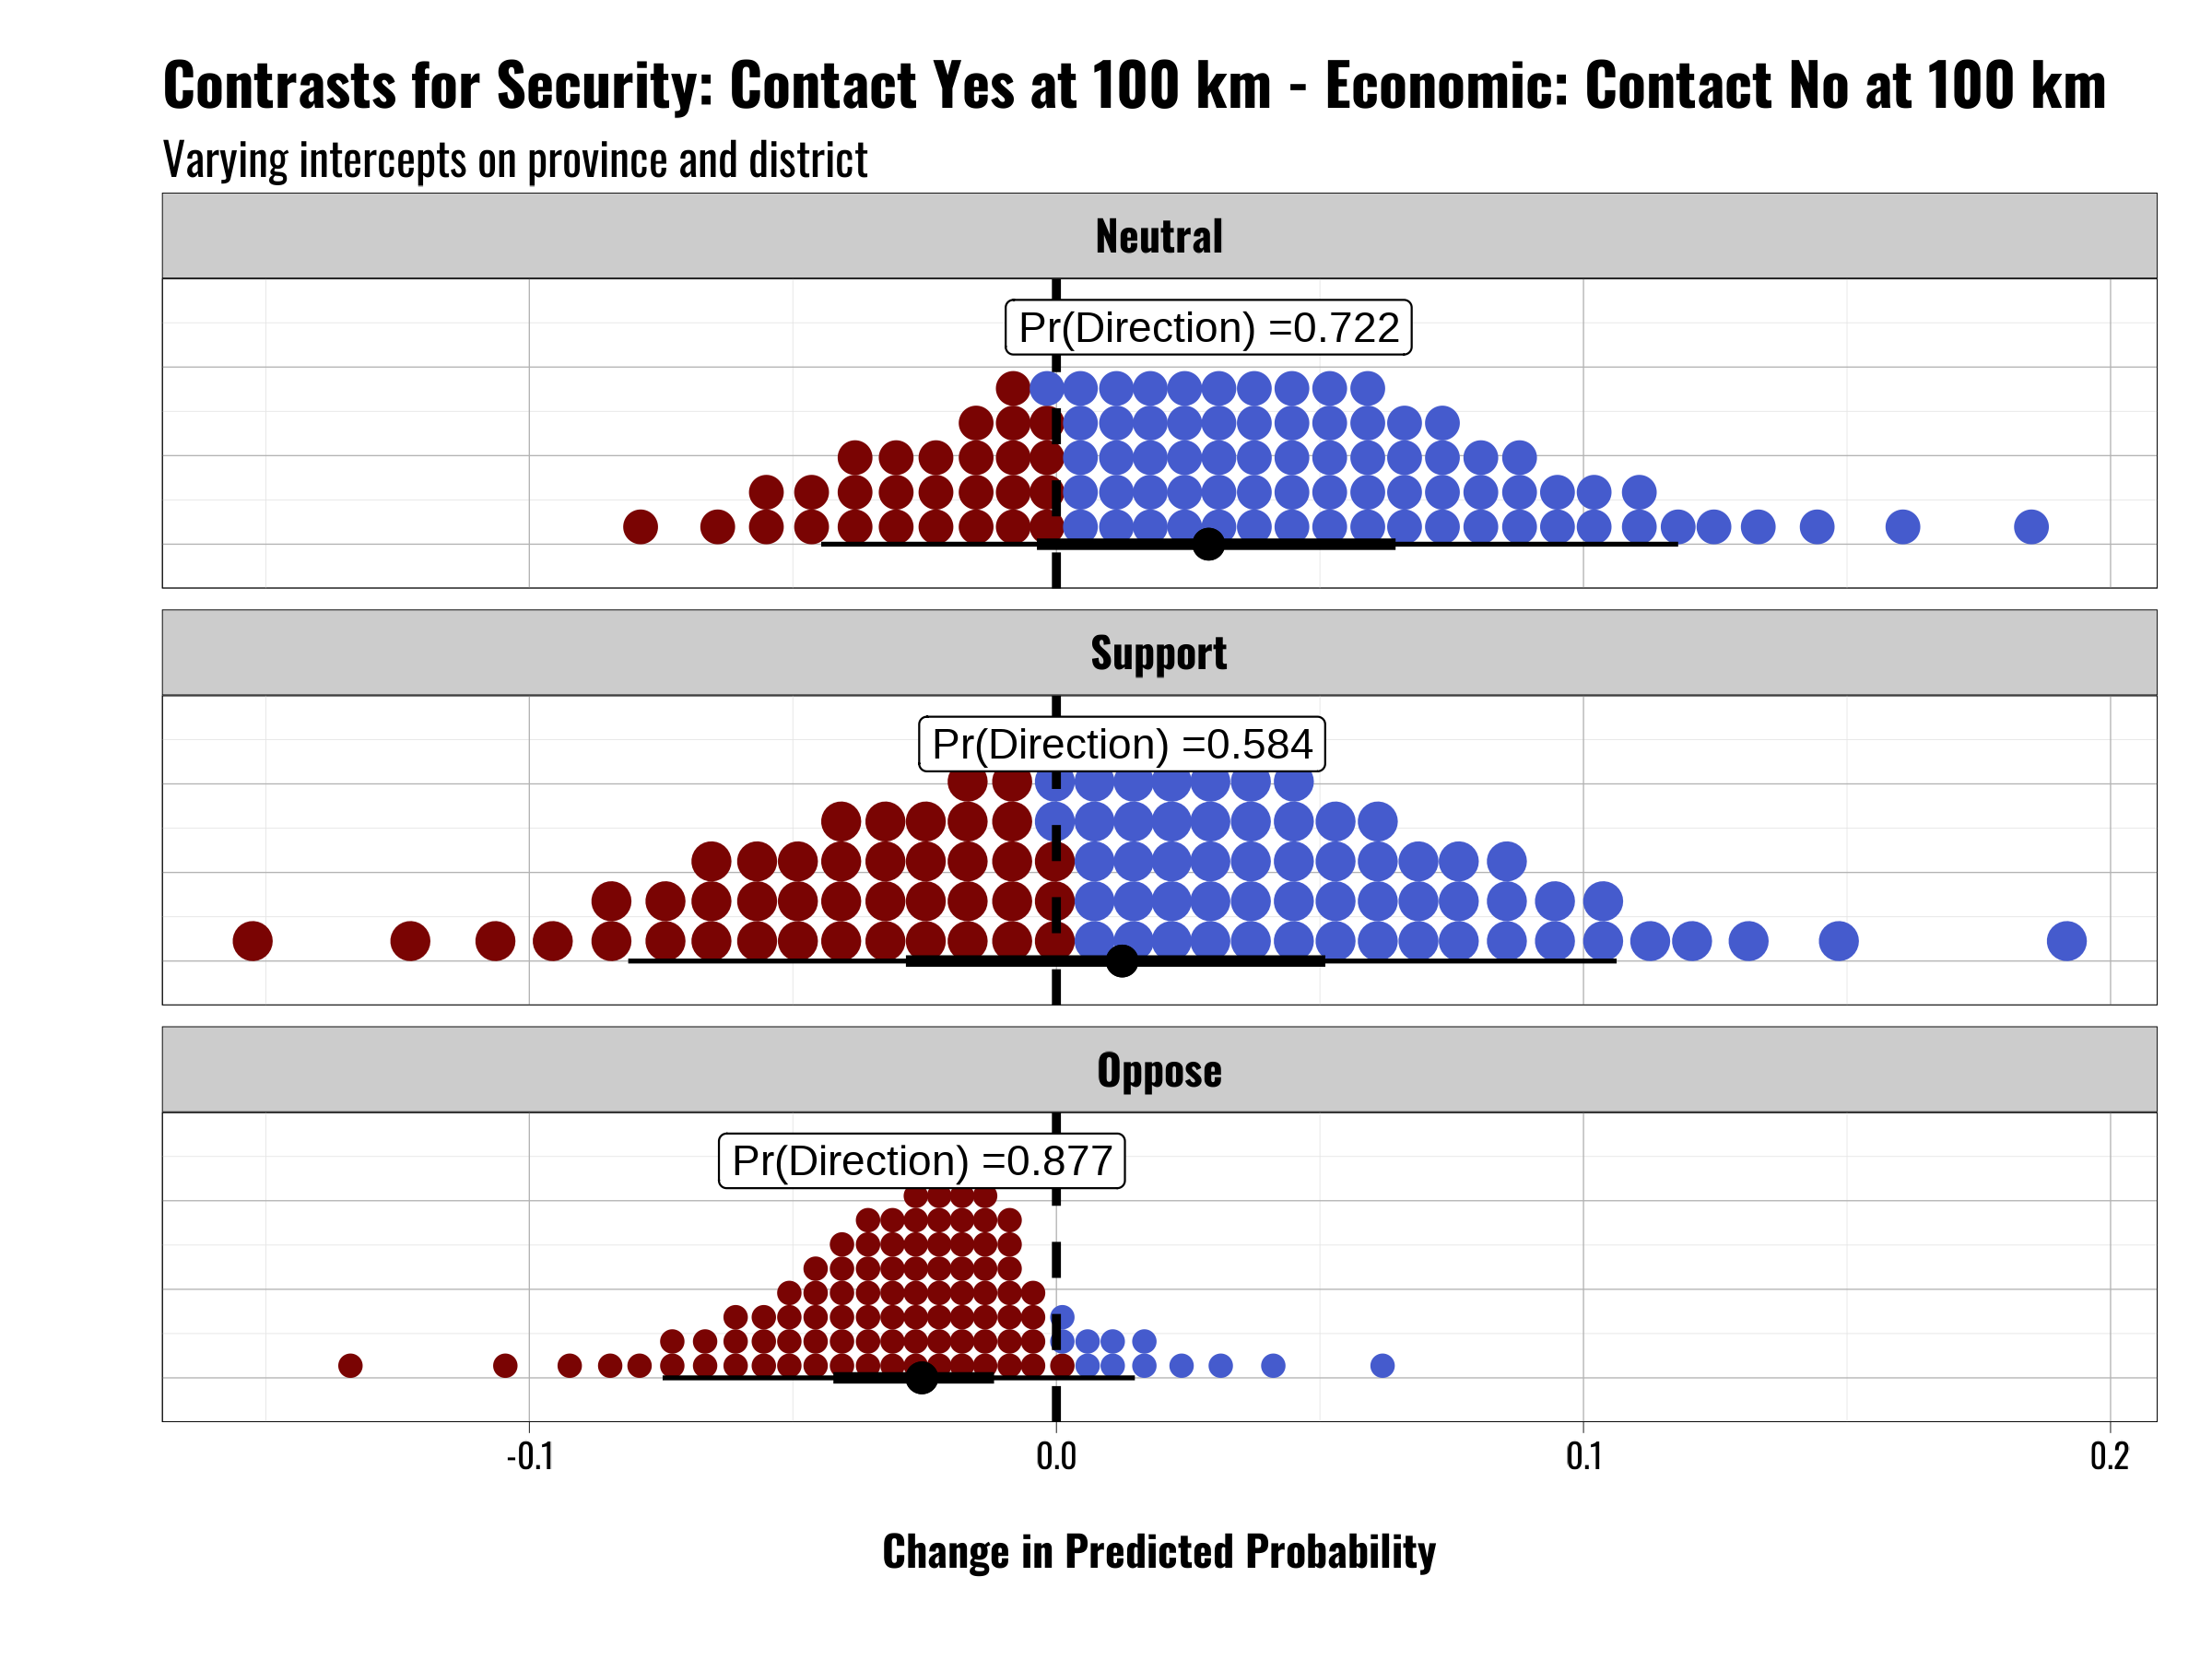 Contrasts for Security: Contact Yes at 100 km - Economic: Contact No at 100 km
Varying intercepts on province and district
Neutral
Pr(Direction) =0.722
Support
Pr(Direction) =0.584
Oppose
Pr(Direction) =0.877
-0.1 0.0 0.1 0.2
Change in Predicted Probability